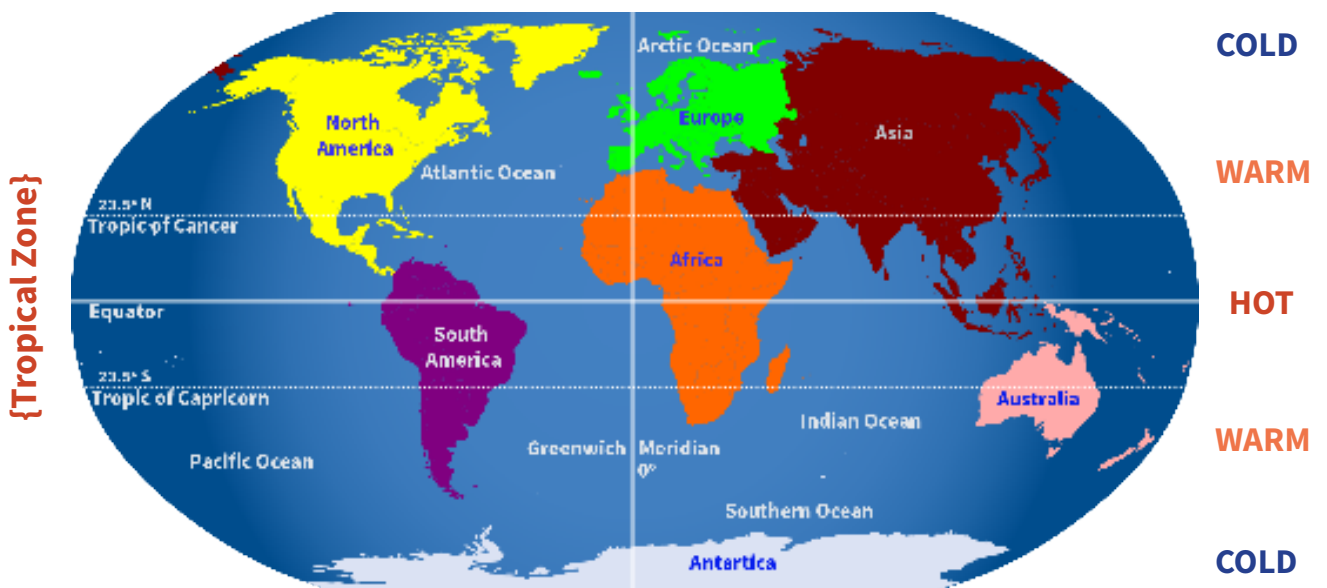 COLD
Arctic Ocean
North
America
Europe
Asia
Atlantic Ocean
WARM
23.5° N
Tropic of Cancer
{Tropical Zone}
Africa
HOT
Equator
South
America
23.5° S
Tropic of Capricorn
Australia
Indian Ocean
WARM
Greenwich Meridian
0°
Pacific Ocean
Southern Ocean
Antartica
COLD